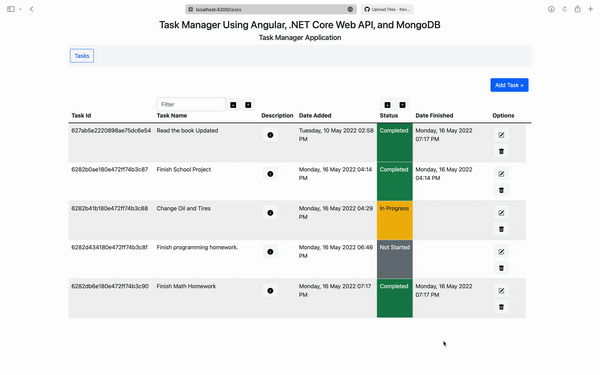 localhost:4200/tasks
Upload files · Kev...
Task Manager Using Angular, .NET Core Web API, and MongoDB
Task Manager Application
Tasks
Add Task +
Filter
Task Id Task Name Description Date Added Status Date Finished Options
627ab5e2220898ae75dc6e54 Read the book Updated Tuesday, 10 May 2022 02:58 PM Completed Monday, 16 May 2022 07:17 PM
6282b0ae180e472ff74b3c87 Finish School Project Monday, 16 May 2022 04:14 PM Completed Monday, 16 May 2022 04:14 PM
6282b41b180e472ff74b3c88 Change Oil and Tires Monday, 16 May 2022 04:29 PM In Progress
6282d434180e472ff74b3c8f Finish programming homework. Monday, 16 May 2022 06:46 PM Not Started
6282db6e180e472ff74b3c90 Finish Math Homework Monday, 16 May 2022 07:17 PM Completed Monday, 16 May 2022 07:17 PM